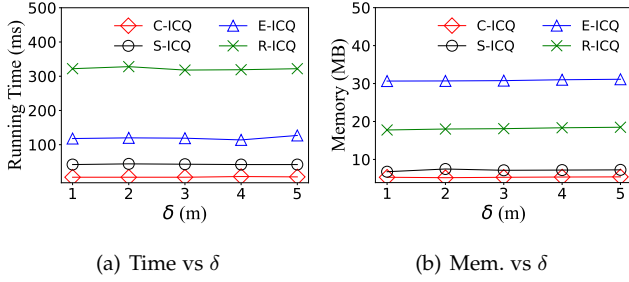 500
400
300
200
100
Running Time (ms)
C-ICQ
E-ICQ
S-ICQ
R-ICQ
1 2 3 4 5
δ (m)
(a) Time vs δ
50
40
30
20
10
Memory (MB)
C-ICQ
E-ICQ
S-ICQ
R-ICQ
1 2 3 4 5
δ (m)
(b) Mem. vs δ